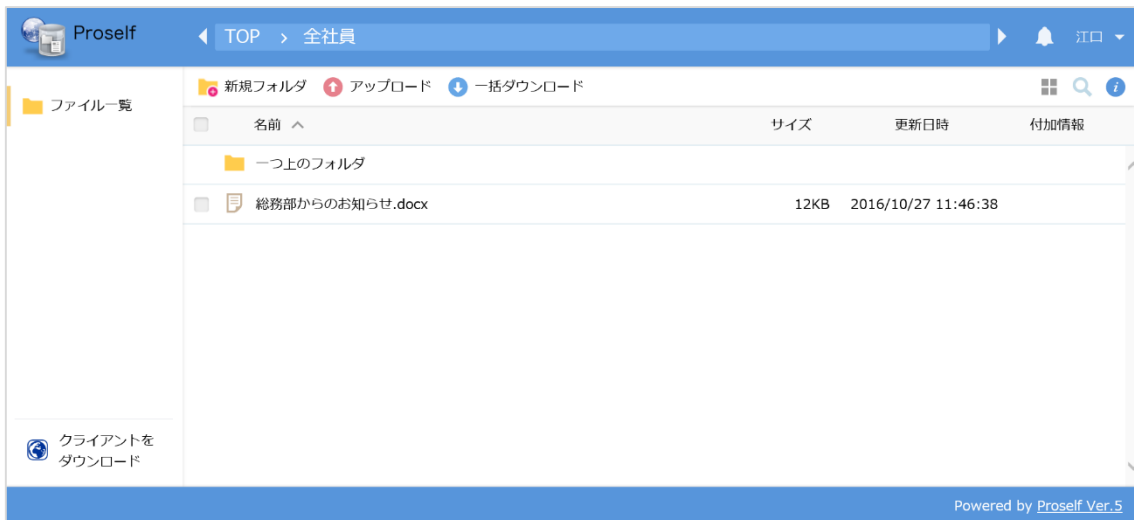 Proself
TOP > 全社員
江口
ファイル一覧
新規フォルダ アップロード 一括ダウンロード
名前 サイズ 更新日時 付加情報
一つ上のフォルダ
総務部からのお知らせ.docx 12KB 2016/10/27 11:46:38
クライアントを
ダウンロード
Powered by Proself Ver.5